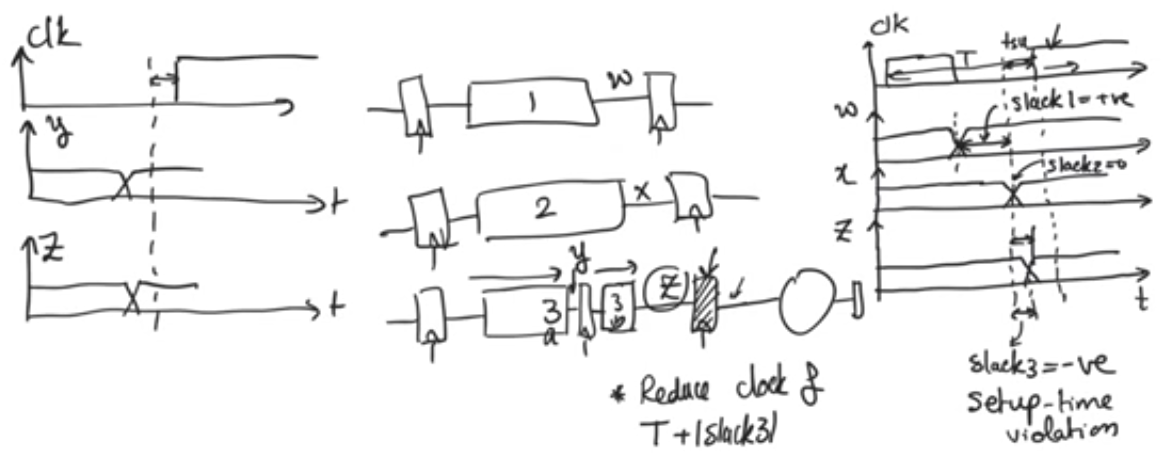 clk
y
t
Z
t
1
w
2
x
y
3
a
3
b
Z
* Reduce clock f
T+|slack3|
clk
T
tsu
slack1=+ve
w
x
slack2=0
Z
t
slack3=-ve
Setup-time
violation